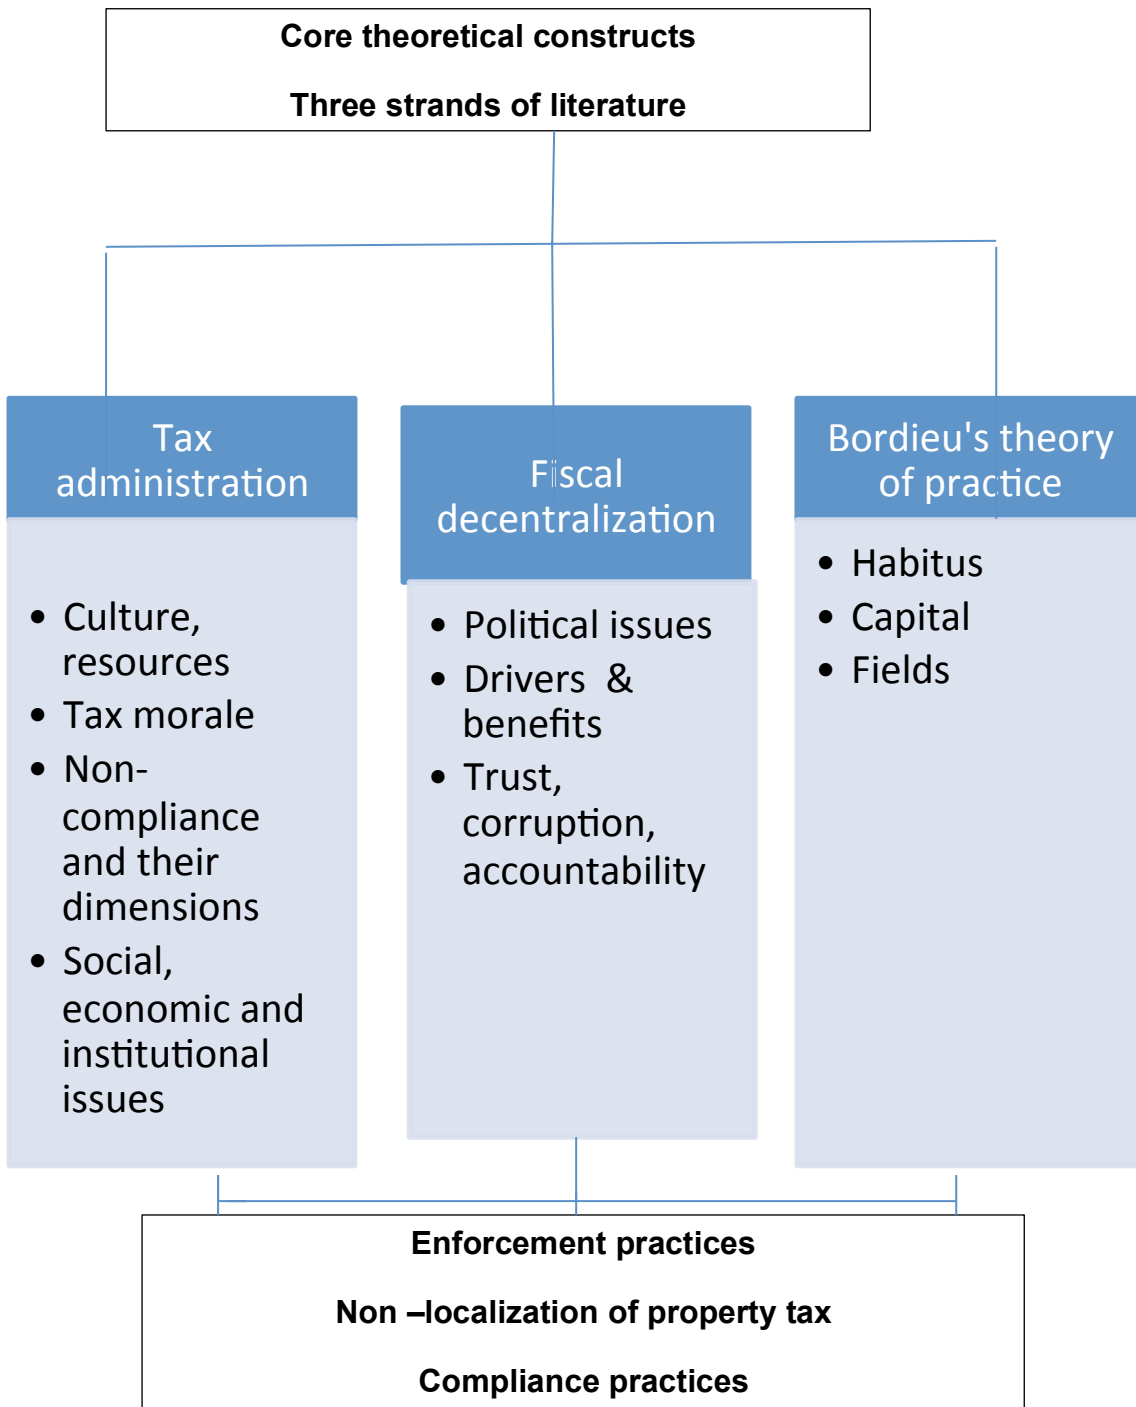 Core theoretical constructs
Three strands of literature
Tax
administration
• Culture,
resources
• Tax morale
• Non-
compliance
and their
dimensions
• Social,
economic and
institutional
issues
Fiscal
decentralization
• Political issues
• Drivers & 
benefits
• Trust,
corruption,
accountability
Bordieu's theory
of practice
• Habitus
• Capital
• Fields
Enforcement practices
Non –localization of property tax
Compliance practices